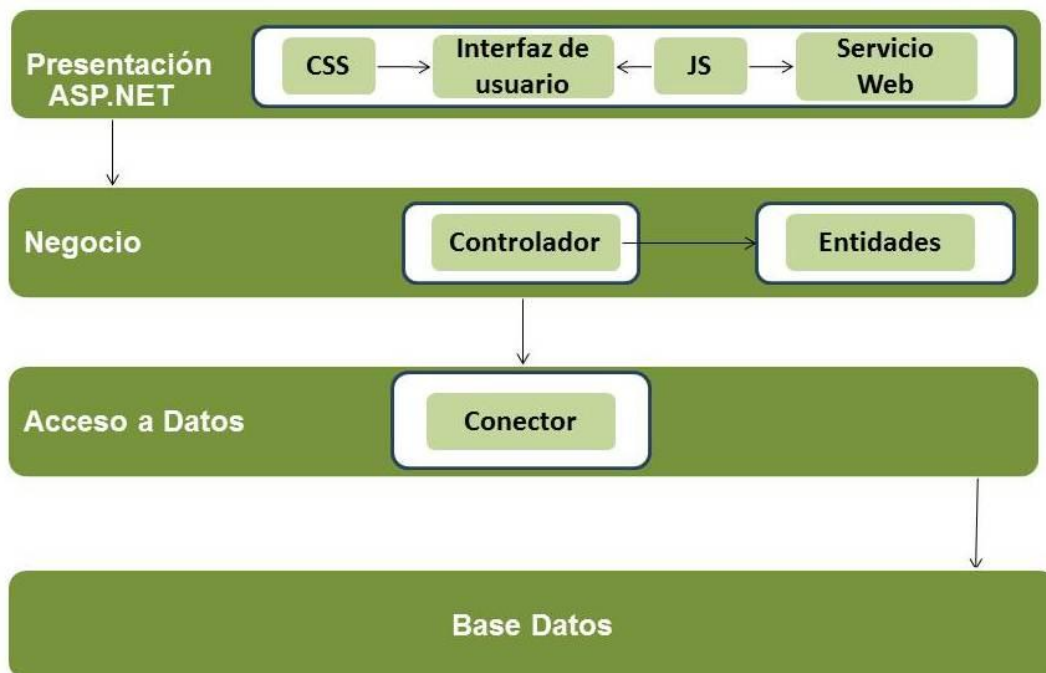 Presentación
ASP.NET
CSS
Interfaz de
usuario
JS
Servicio
Web
Negocio
Controlador
Entidades
Acceso a Datos
Conector
Base Datos